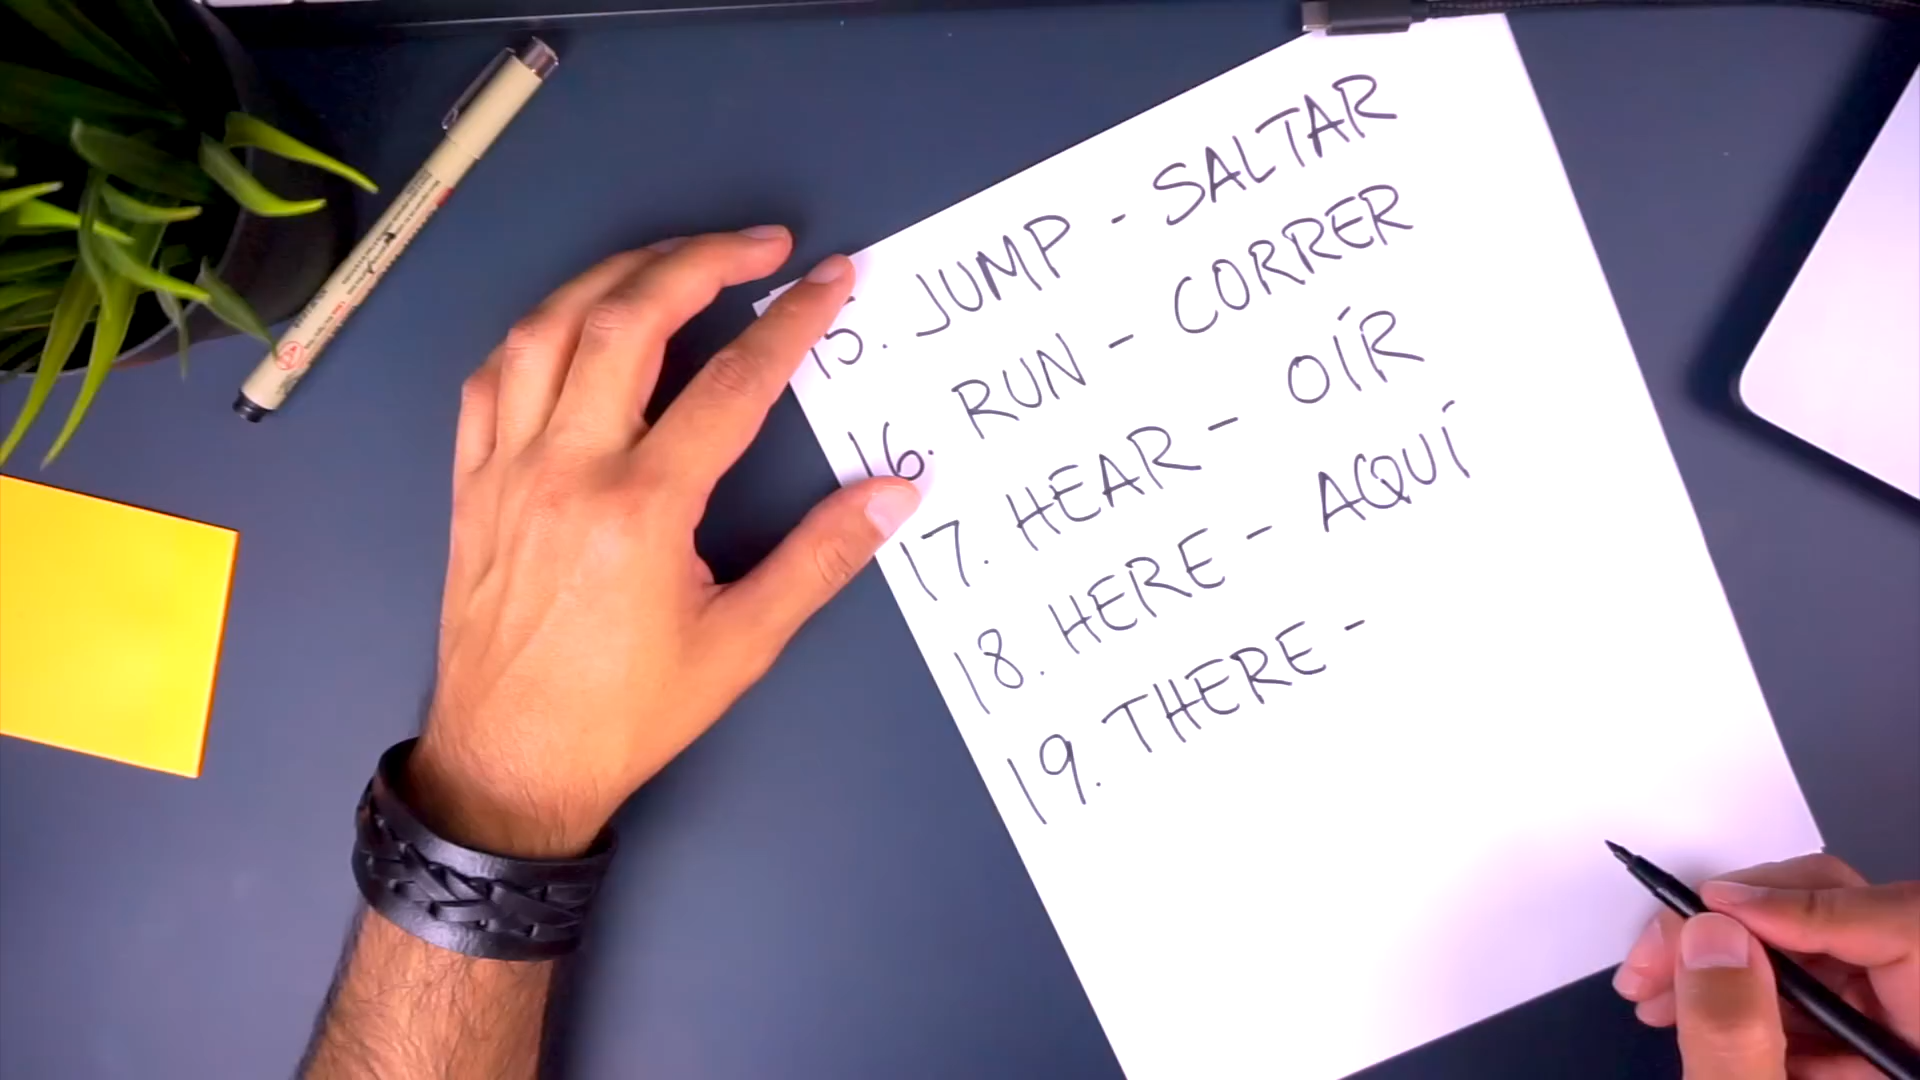 15. JUMP - SALTAR
16. RUN - CORRER
17. HEAR - OÍR
18. HERE - AQUÍ
19. THERE -